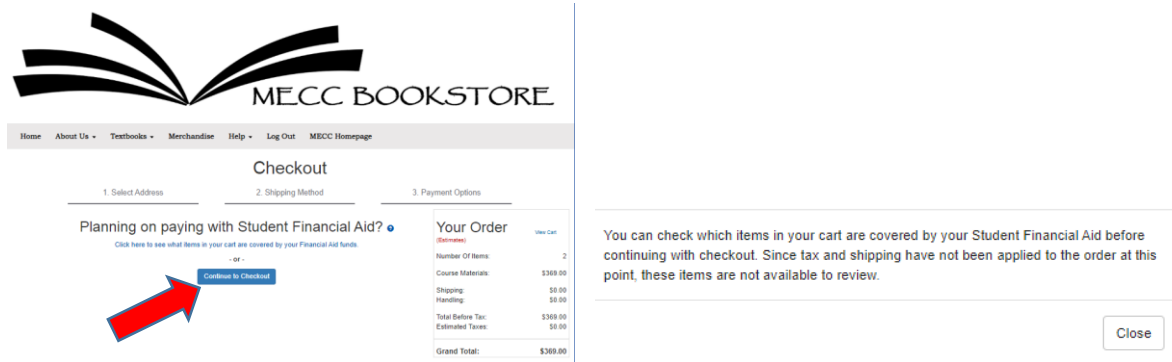 MECC BOOKSTORE
Home About Us Textbooks Merchandise Help Log Out MECC Homepage
Checkout
1. Select Address 2. Shipping Method 3. Payment Options
Planning on paying with Student Financial Aid? ?
Click here to see what items in your cart are covered by your Financial Aid funds.
- or -
Continue to Checkout
Your Order View Cart
(Estimates)
Number Of Items: 2
Course Materials: $369.00
Shipping: $0.00
Handling: $0.00
Total Before Tax: $369.00
Estimated Taxes: $0.00
Grand Total: $369.00
You can check which items in your cart are covered by your Student Financial Aid before
continuing with checkout. Since tax and shipping have not been applied to the order at this
point, these items are not available to review.
Close